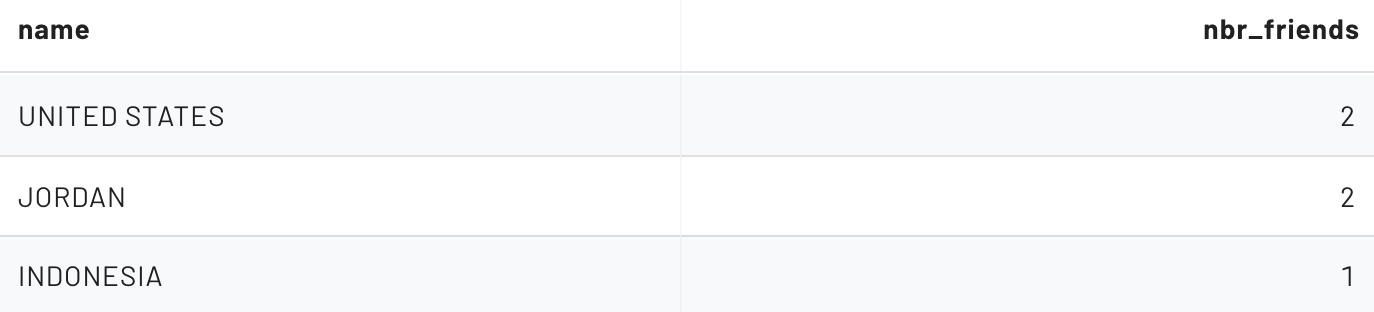 name nbr_friends
UNITED STATES 2
JORDAN 2
INDONESIA 1